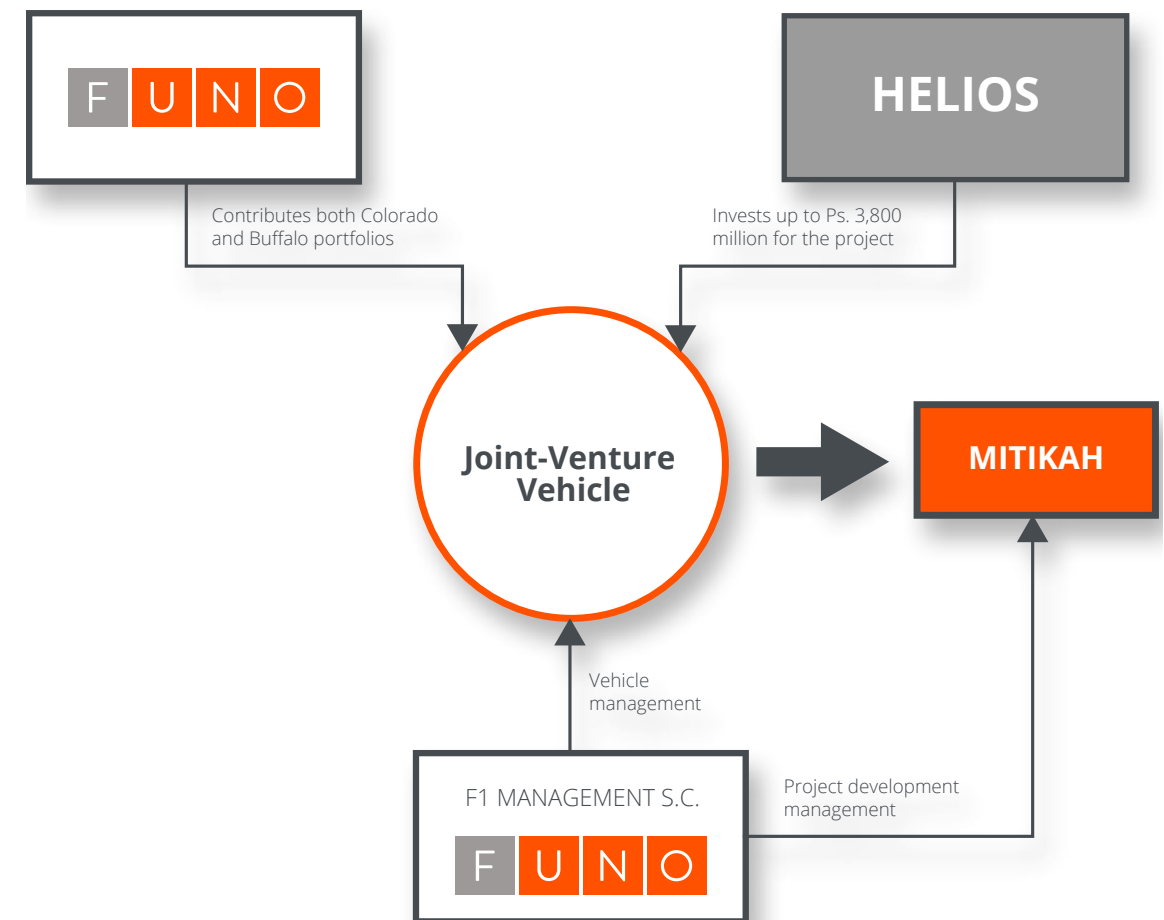 FUNO
HELIOS
Contributes both Colorado
and Buffalo portfolios
Invests up to Ps. 3,800
million for the project
Joint-Venture
Vehicle
MITIKAH
Vehicle
management
F1 MANAGEMENT S.C.
FUNO
Project development
management